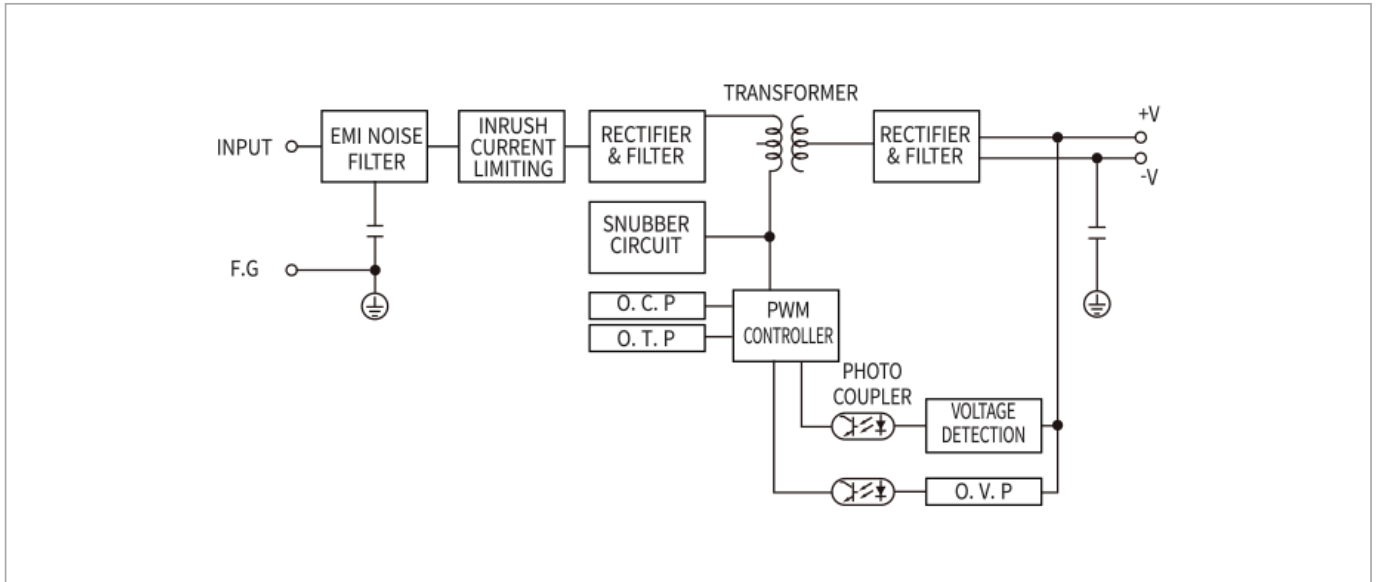 TRANSFORMER
+V
INPUT
EMI NOISE
FILTER
INRUSH
CURRENT
LIMITING
RECTIFIER
& FILTER
RECTIFIER
& FILTER
-V
SNUBBER
CIRCUIT
F.G
O. C. P
O. T. P
PWM
CONTROLLER
PHOTO
COUPLER
VOLTAGE
DETECTION
O. V. P